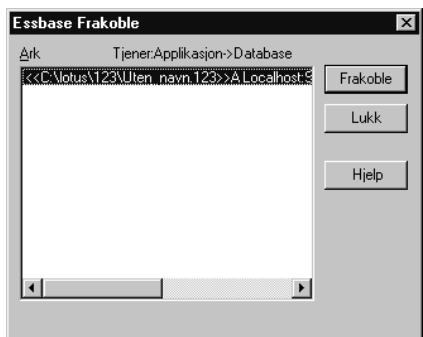 Essbase Frakoble
Ark Tjener:Applikasjon->Database
<<C:\lotus\123\Uten_navn.123>>A Localhost:S
Frakoble
Lukk
Hjelp